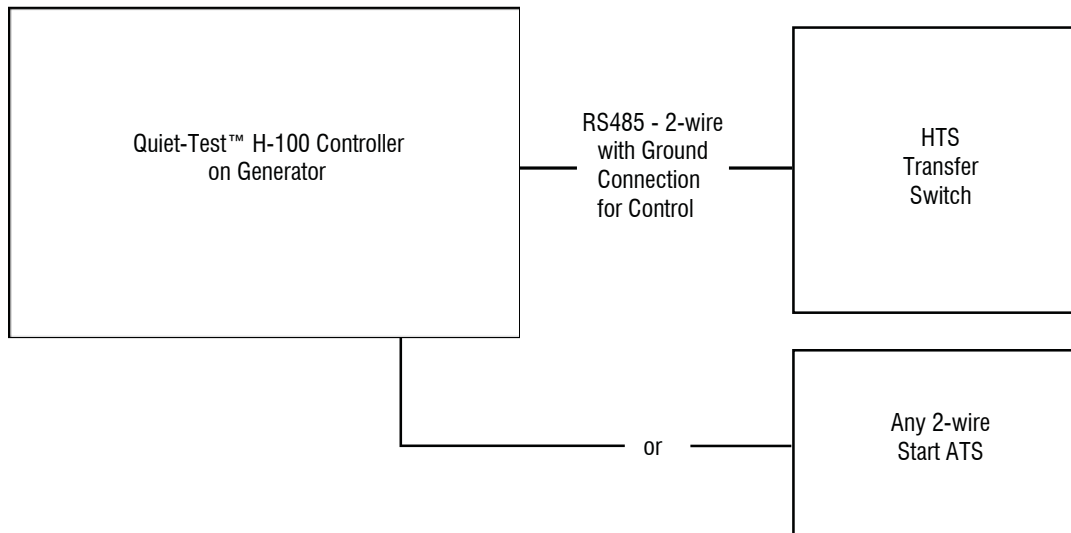 Quiet-Test™ H-100 Controller
on Generator
RS485 - 2-wire
with Ground
Connection
for Control
HTS
Transfer
Switch
or
Any 2-wire
Start ATS